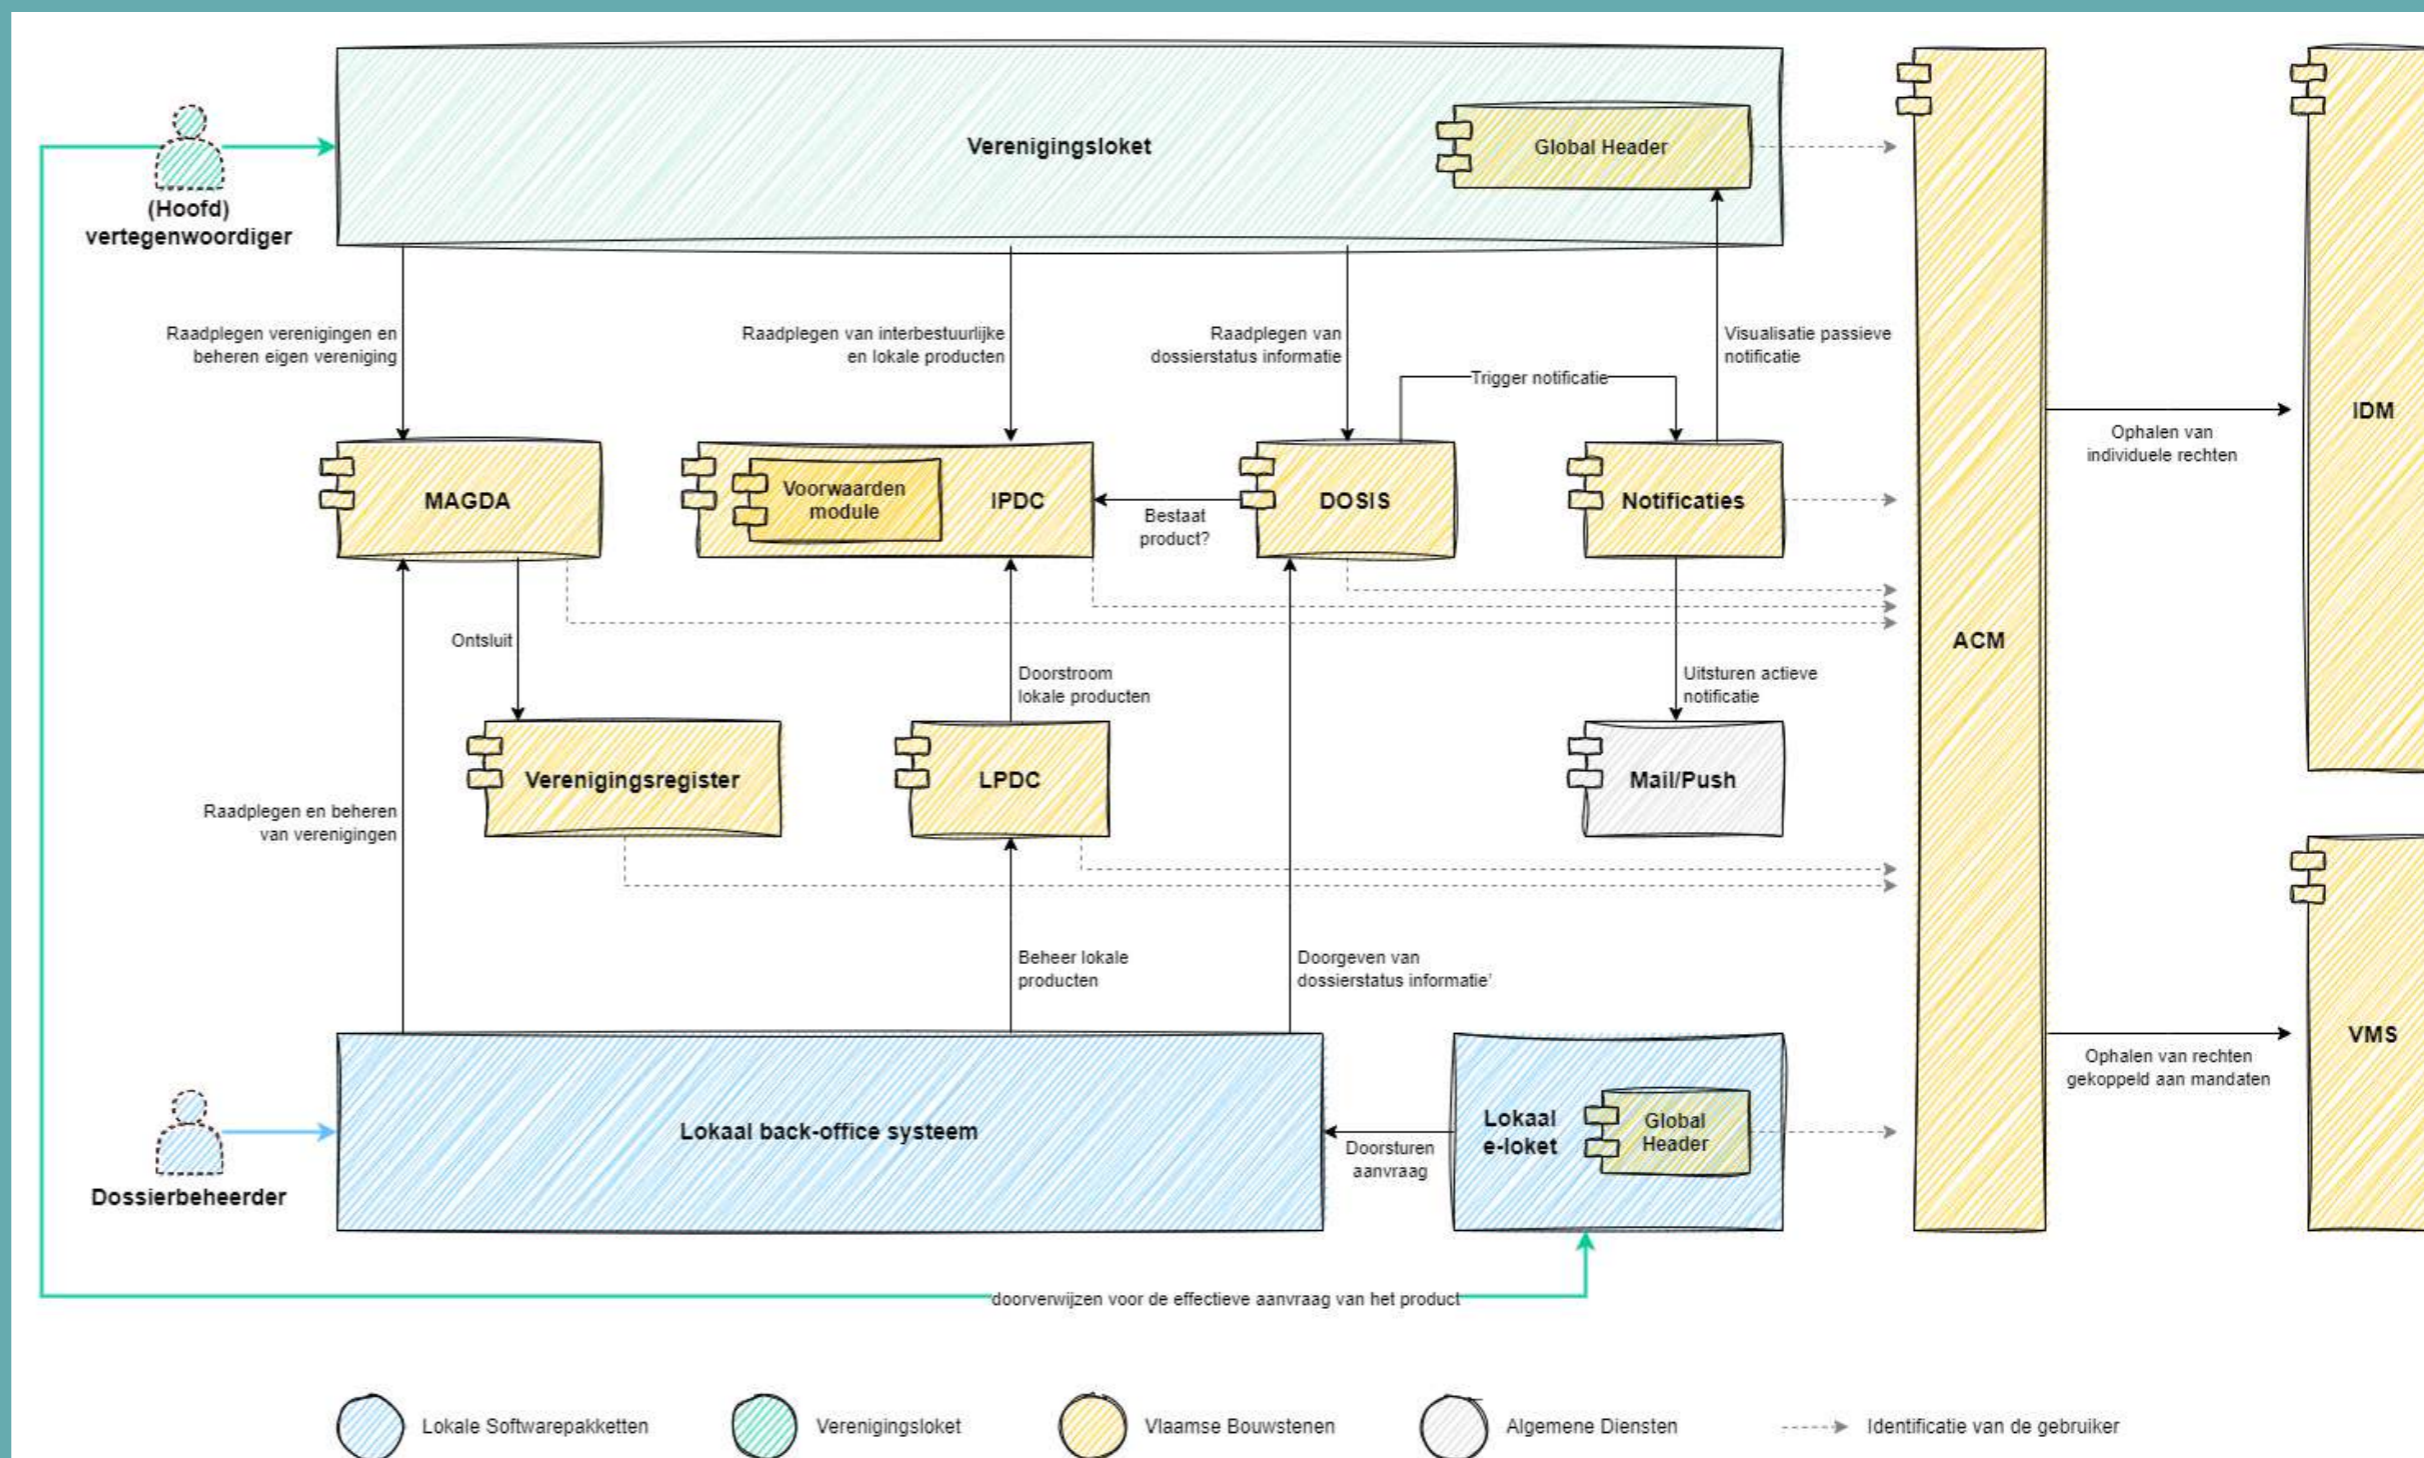 Verenigingsloket
Global Header
(Hoofd)
vertegenwoordiger
Raadplegen verenigingen en
beheren eigen vereniging
Raadplegen van interbestuurlijke
en lokale producten
Raadplegen van
dossierstatus informatie
Visualisatie passieve
notificatie
Trigger notificatie
IDM
Ophalen van
individuele rechten
MAGDA
Voorwaarden
module
IPDC
Bestaat
product?
DOSIS
Notificaties
Ontsluit
ACM
Doorstroom
lokale producten
Uitsturen actieve
notificatie
Verenigingsregister
LPDC
Mail/Push
Raadplegen en beheren
van verenigingen
Beheer lokale
producten
Doorgeven van
dossierstatus informatie'
VMS
Ophalen van rechten
gekoppeld aan mandaten
Lokaal back-office systeem
Doorsturen
aanvraag
Lokaal
e-loket
Global
Header
Dossierbeheerder
doorverwijzen voor de effectieve aanvraag van het product
Lokale Softwarepakketten
Verenigingsloket
Vlaamse Bouwstenen
Algemene Diensten
Identificatie van de gebruiker